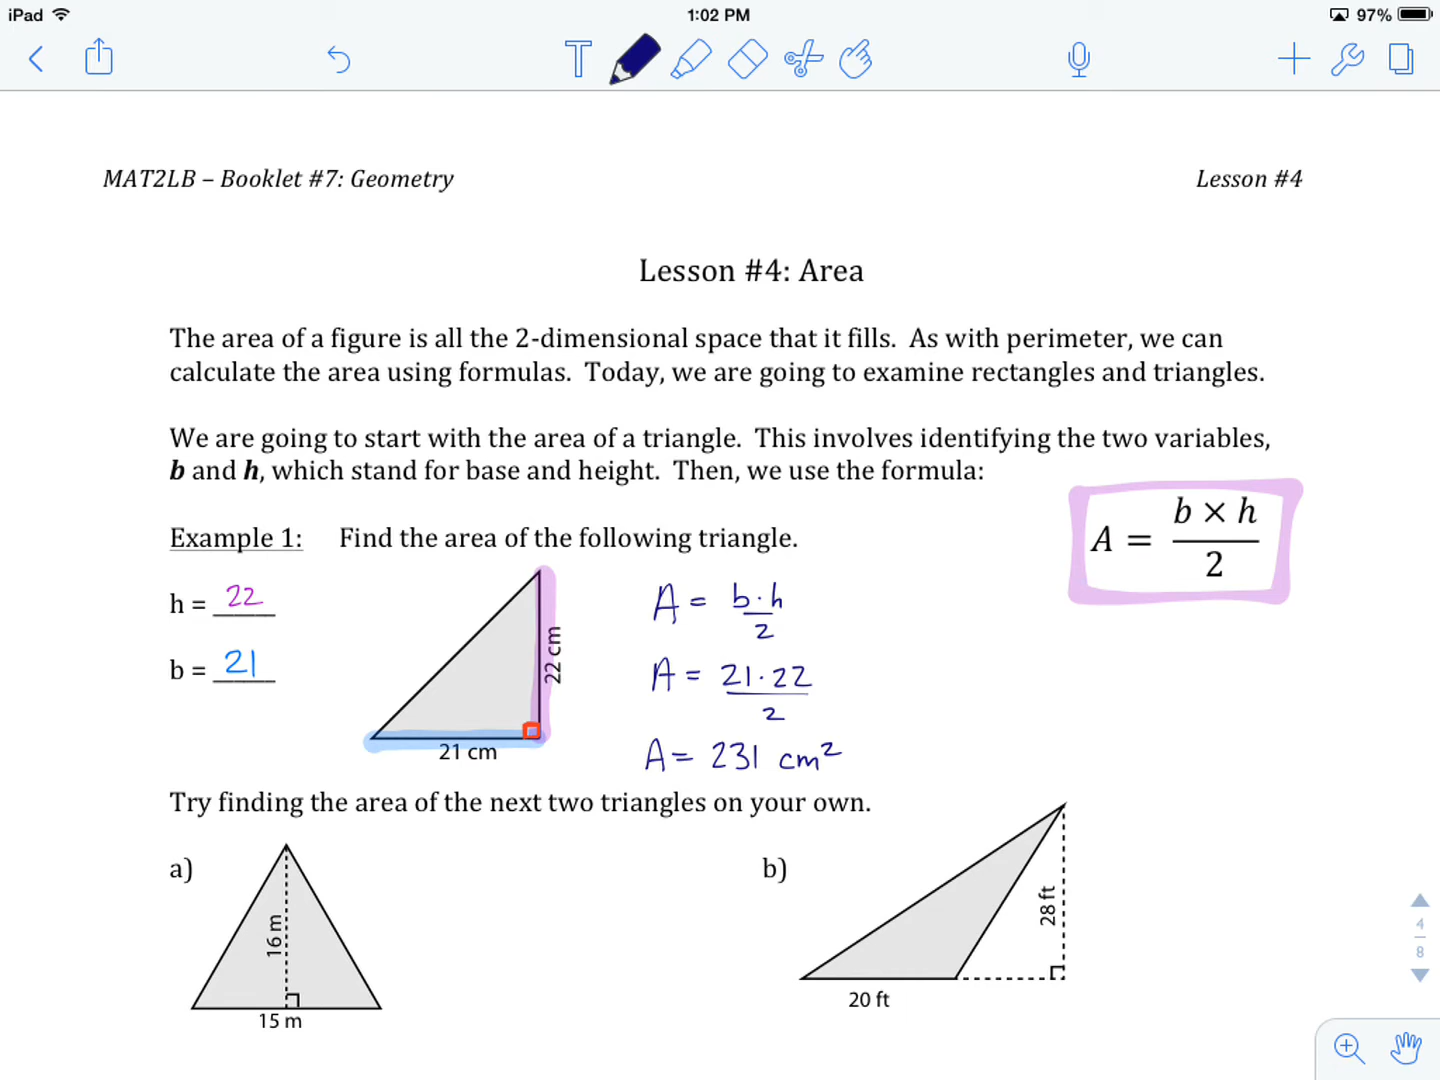 iPad 1:02 PM 97%
T
MAT2LB – Booklet #7: Geometry Lesson #4
Lesson #4: Area
The area of a figure is all the 2-dimensional space that it fills. As with perimeter, we can
calculate the area using formulas. Today, we are going to examine rectangles and triangles.
We are going to start with the area of a triangle. This involves identifying the two variables,
b and h, which stand for base and height. Then, we use the formula:
A = b × h / 2
Example 1: Find the area of the following triangle.
h = 22
b = 21
22 cm
21 cm
A = b·h / 2
A = 21·22 / 2
A = 231 cm²
Try finding the area of the next two triangles on your own.
a)
16 m
15 m
b)
28 ft
20 ft
4
8